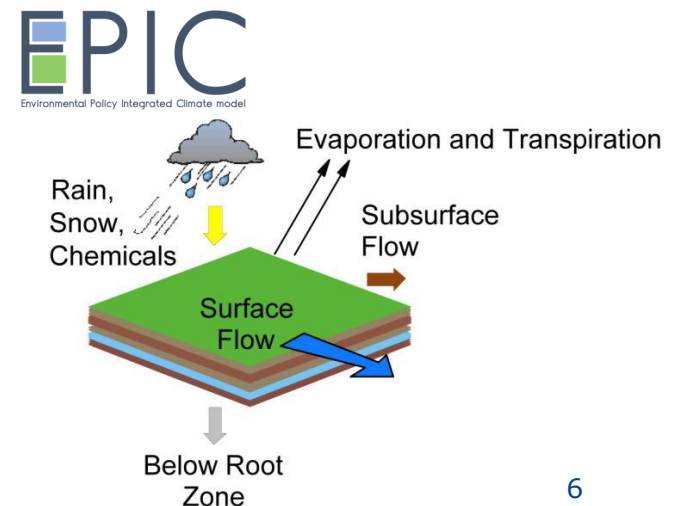 EPIC
Environmental Policy Integrated Climate model
Evaporation and Transpiration
Rain,
Snow,
Chemicals
Subsurface
Flow
Surface
Flow
Below Root
Zone
6